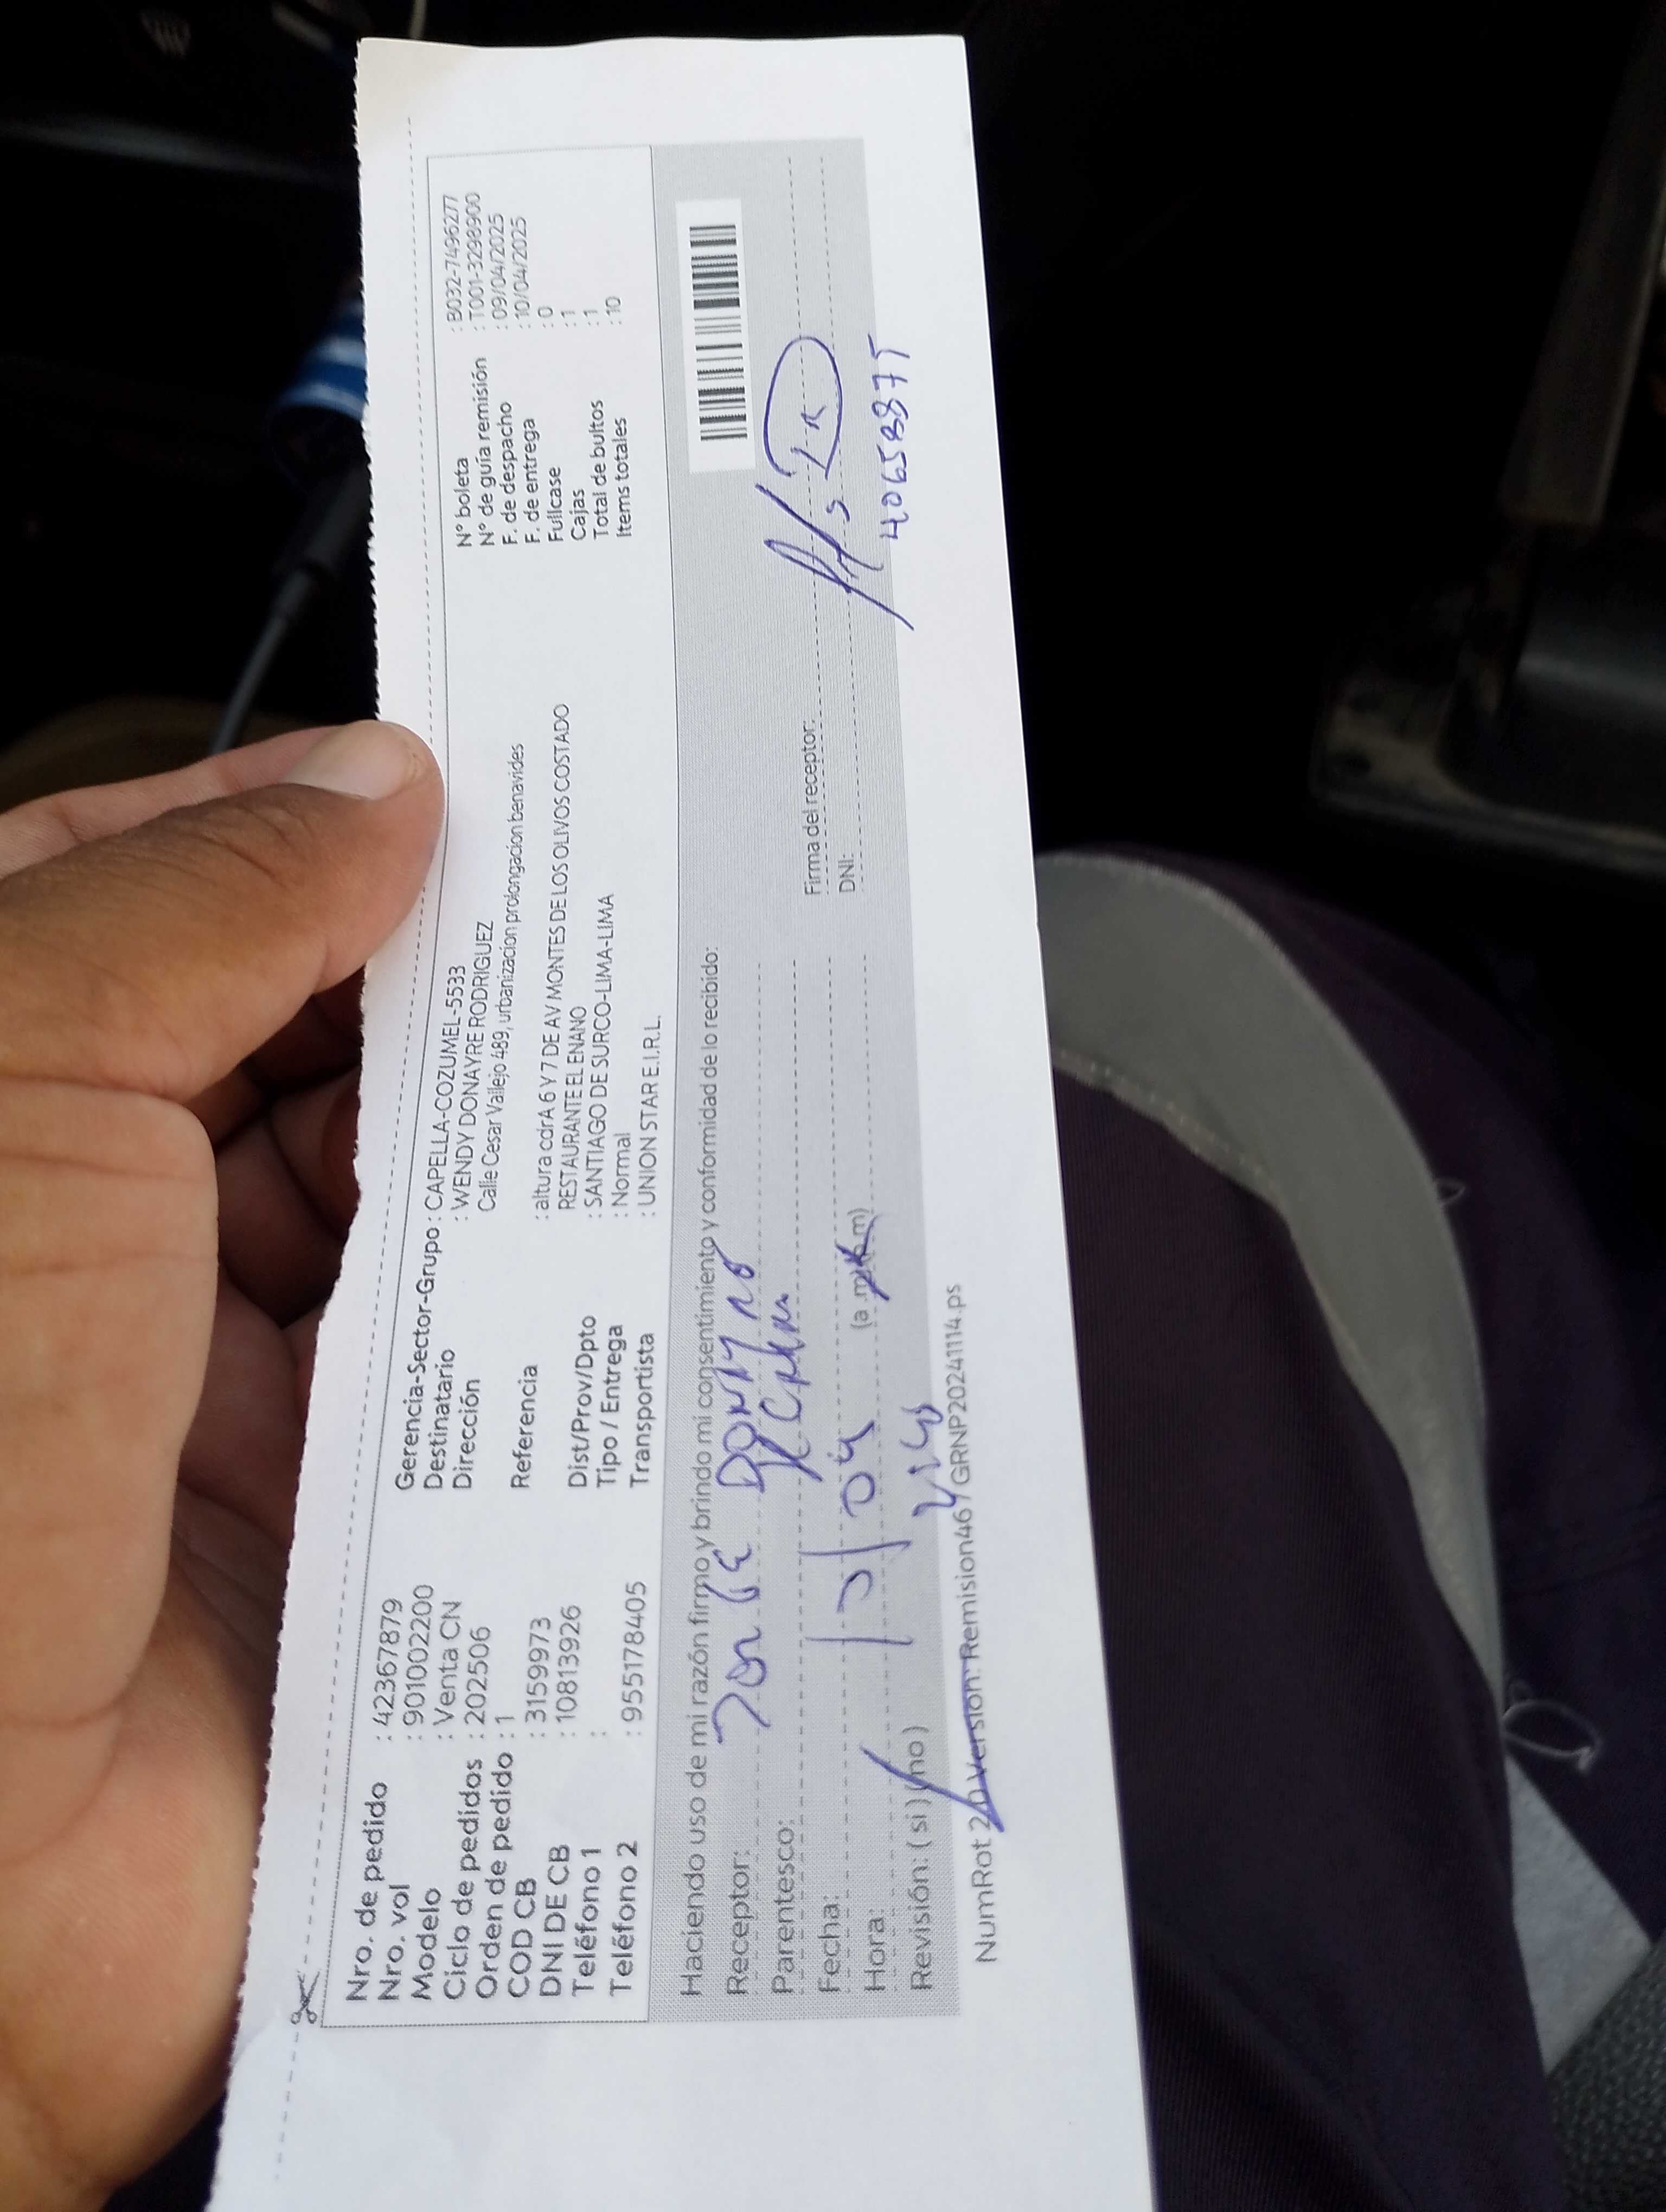 Nro. de pedido : 42367879
Nro. vol : 901002200
Modelo : Venta CN
Ciclo de pedidos : 202506
Orden de pedido : 1
COD CB : 3159973
DNI DE CB : 10813926
Teléfono 1 :
Teléfono 2 : 955178405
Gerencia-Sector-Grupo : CAPELLA-COZUMEL-5533
Destinatario : WENDY DONAYRE RODRIGUEZ
Dirección Calle Cesar Vallejo 489, urbanizacion prolongacion benavides
Referencia : altura cdrA 6 Y 7 DE AV MONTES DE LOS OLIVOS COSTADO
RESTAURANTE EL ENANO
Dist/Prov/Dpto : SANTIAGO DE SURCO-LIMA-LIMA
Tipo / Entrega : Normal
Transportista : UNION STAR E.I.R.L.
N° boleta : B032-7496277
N° de guía remisión : T001-3298900
F. de despacho : 09/04/2025
F. de entrega : 10/04/2025
Fullcase : 0
Cajas : 1
Total de bultos : 1
Items totales : 10
Haciendo uso de mi razón firmo y brindo mi consentimiento y conformidad de lo recibido:
Receptor:
Parentesco:
Fecha:
Hora: (a.m)(p.m)
Revisión: ( si ) ( no )
Firma del receptor:
DNI: 40658875
NumRot 2.0 Version: Remision467GRNP20241114.ps